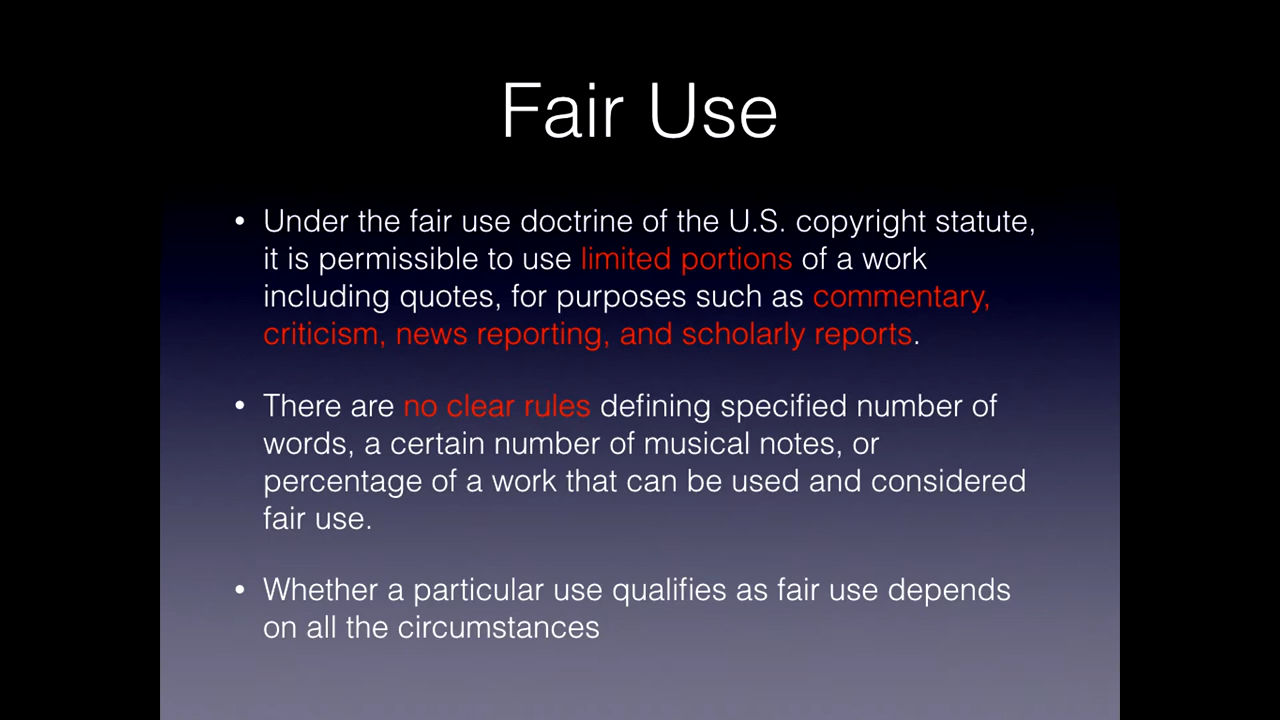 Fair Use
• Under the fair use doctrine of the U.S. copyright statute,
it is permissible to use limited portions of a work
including quotes, for purposes such as commentary,
criticism, news reporting, and scholarly reports.
• There are no clear rules defining specified number of
words, a certain number of musical notes, or
percentage of a work that can be used and considered
fair use.
• Whether a particular use qualifies as fair use depends
on all the circumstances